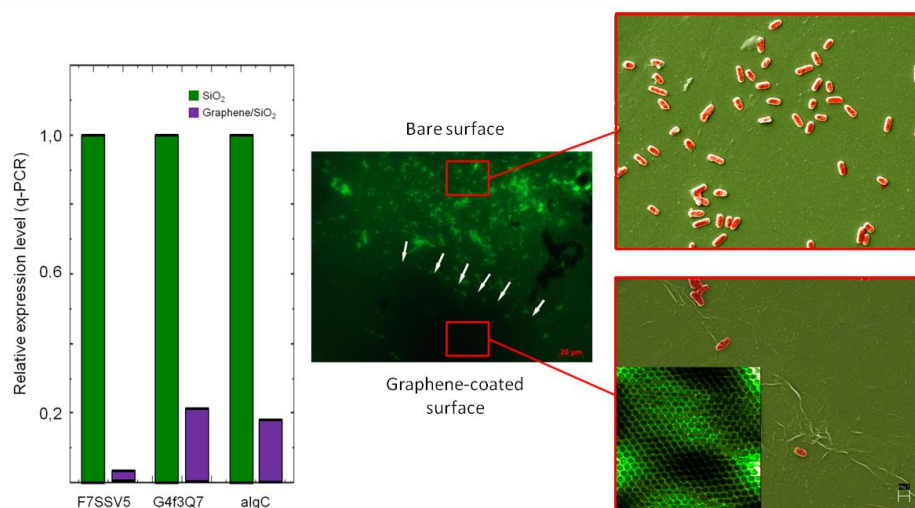 SiO₂
Graphene/SiO₂
Relative expression level (q-PCR)
1,0
0.6
0,2
F7SSV5
G4f3Q7
algC
Bare surface
20 µm
Graphene-coated
surface